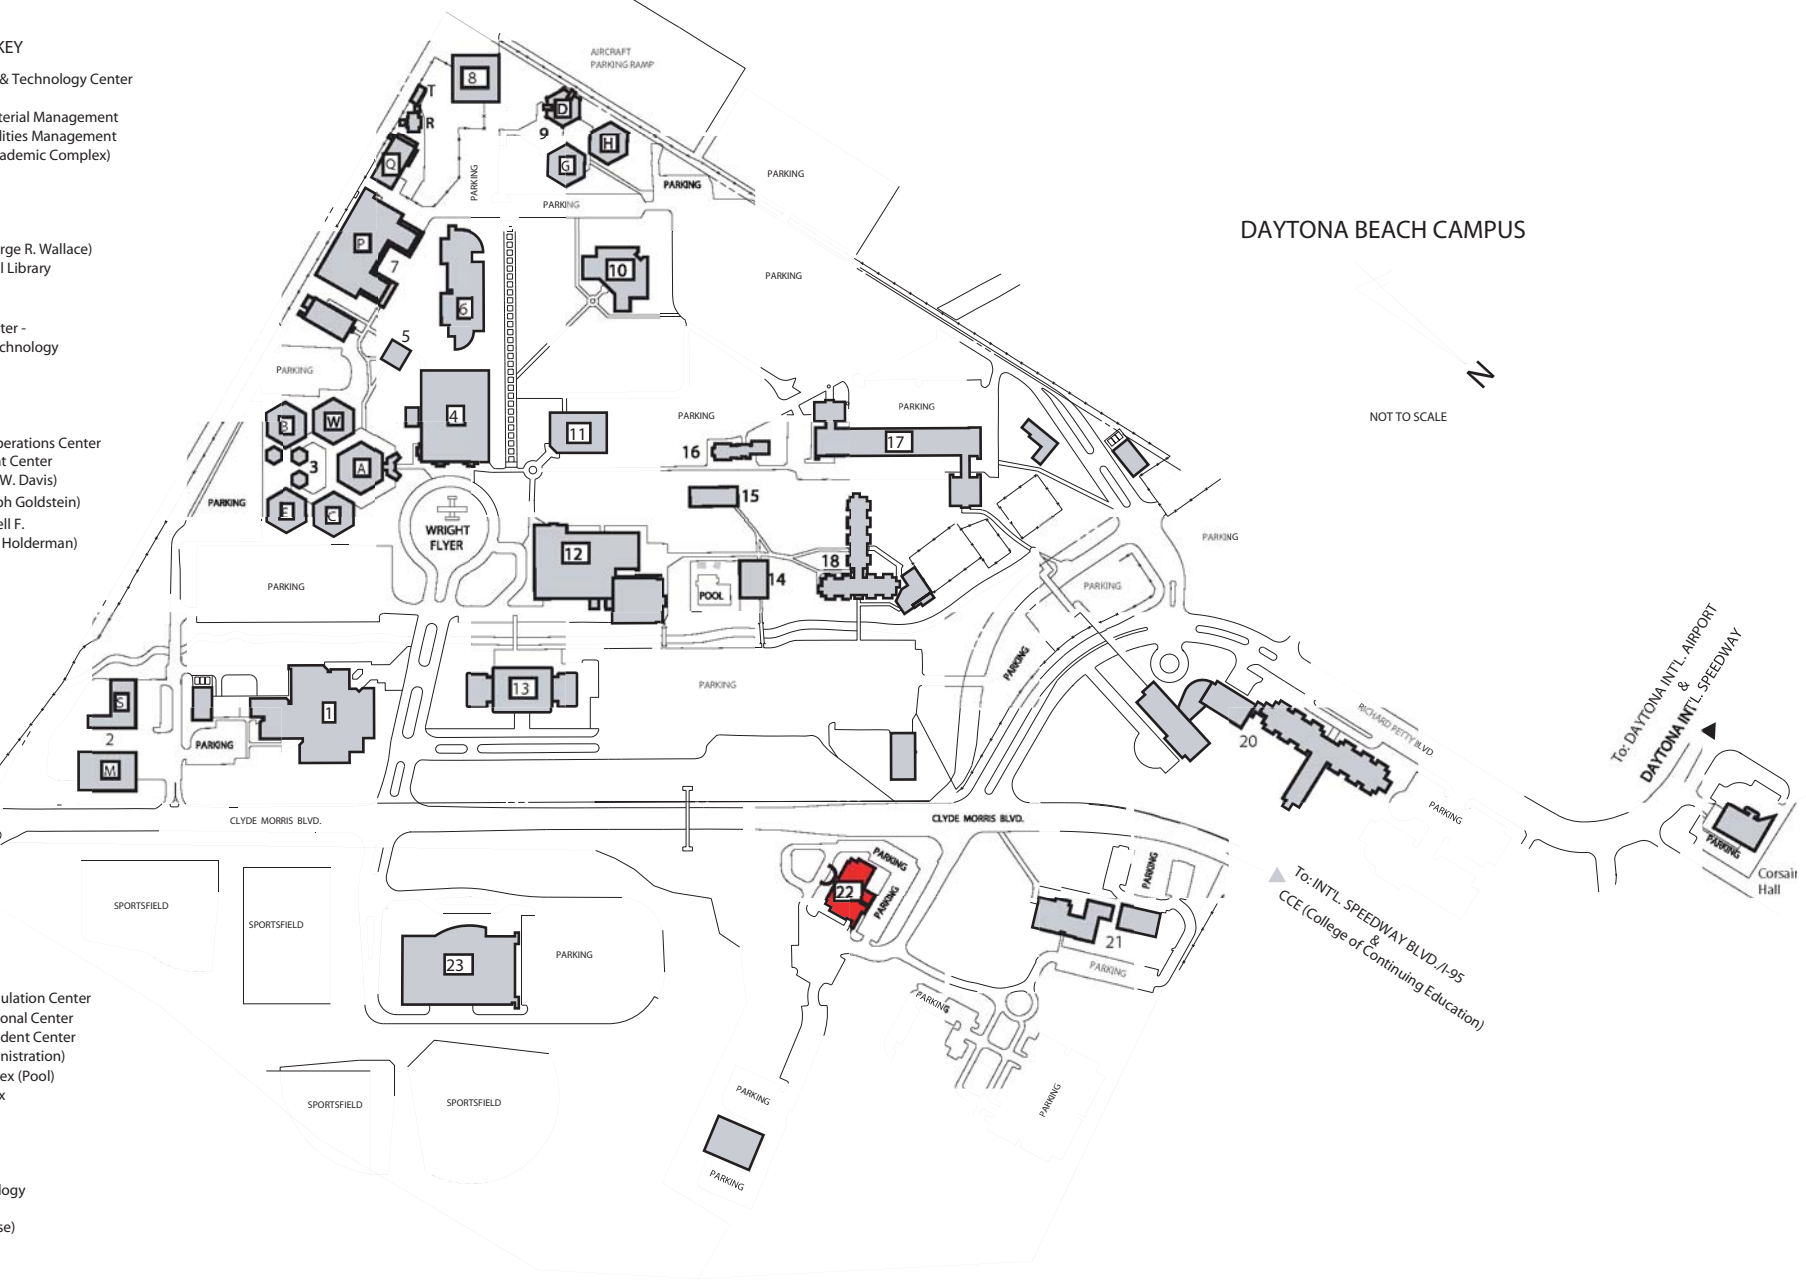 KEY
& Technology Center
terial Management
lities Management
ademic Complex)
rge R. Wallace)
l Library
ter -
chnology
perations Center
t Center
W. Davis)
ph Goldstein)
ell F.
Holderman)
ulation Center
onal Center
dent Center
nistration)
ex (Pool)
x
logy
se)
DAYTONA BEACH CAMPUS
N
NOT TO SCALE
AIRCRAFT
PARKING RAMP
8
T
R
Q
D
9
H
G
PARKING
PARKING
PARKING
PARKING
P
7
6
10
PARKING
5
PARKING
B
W
4
11
PARKING
PARKING
3
A
16
17
PARKING
E
C
WRIGHT
FLYER
15
PARKING
12
18
PARKING
14
POOL
PARKING
S
2
M
1
PARKING
13
PARKING
PARKING
20
RICHARD PETTY BLVD.
To: DAYTONA INT'L. AIRPORT
&
DAYTONA INT'L. SPEEDWAY
CLYDE MORRIS BLVD.
CLYDE MORRIS BLVD.
PARKING
PARKING
Corsair
Hall
SPORTSFIELD
SPORTSFIELD
22
PARKING
PARKING
PARKING
21
PARKING
To: INT'L. SPEEDWAY BLVD./I-95
&
CCE (College of Continuing Education)
23
PARKING
PARKING
SPORTSFIELD
SPORTSFIELD
PARKING
PARKING
PARKING